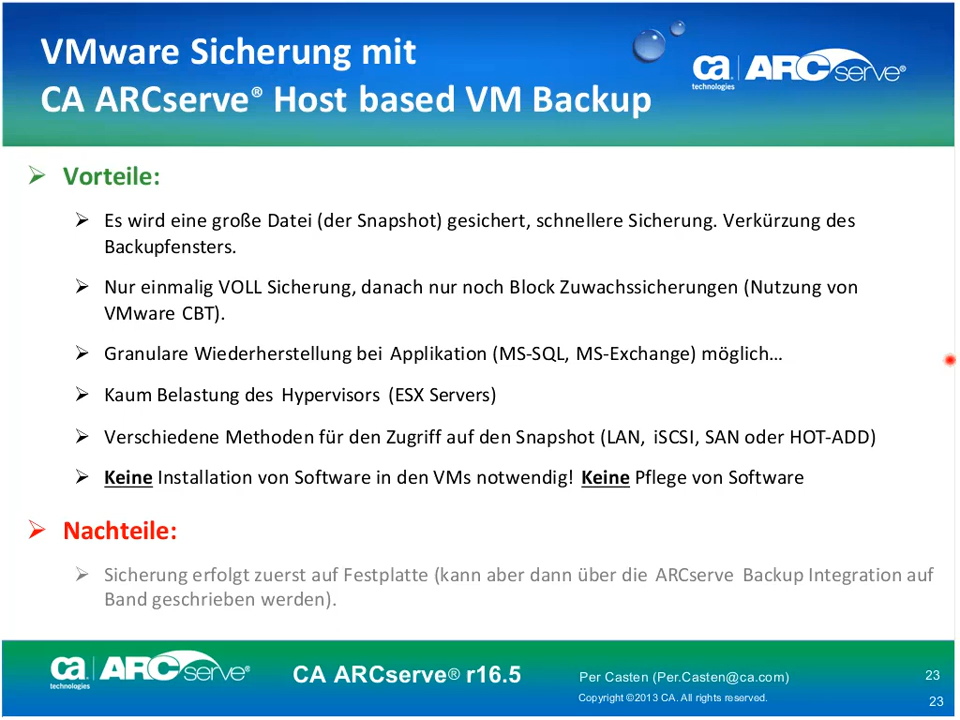 VMware Sicherung mit
CA ARCserve® Host based VM Backup
ca technologies ARCserve®
Vorteile:
Es wird eine große Datei (der Snapshot) gesichert, schnellere Sicherung. Verkürzung des
Backupfensters.
Nur einmalig VOLL Sicherung, danach nur noch Block Zuwachssicherungen (Nutzung von
VMware CBT).
Granulare Wiederherstellung bei Applikation (MS-SQL, MS-Exchange) möglich…
Kaum Belastung des Hypervisors (ESX Servers)
Verschiedene Methoden für den Zugriff auf den Snapshot (LAN, iSCSI, SAN oder HOT-ADD)
Keine Installation von Software in den VMs notwendig! Keine Pflege von Software
Nachteile:
Sicherung erfolgt zuerst auf Festplatte (kann aber dann über die ARCserve Backup Integration auf
Band geschrieben werden).
ca technologies ARCserve®
CA ARCserve® r16.5
Per Casten (Per.Casten@ca.com)
23
Copyright ©2013 CA. All rights reserved.
23